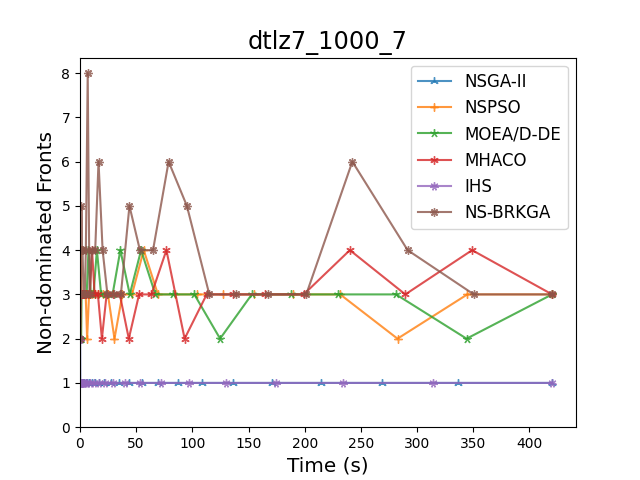 dtlz7_1000_7
Non-dominated Fronts
8
7
6
5
4
3
2
1
0
NSGA-II
NSPSO
MOEA/D-DE
MHACO
IHS
NS-BRKGA
0 50 100 150 200 250 300 350 400
Time (s)